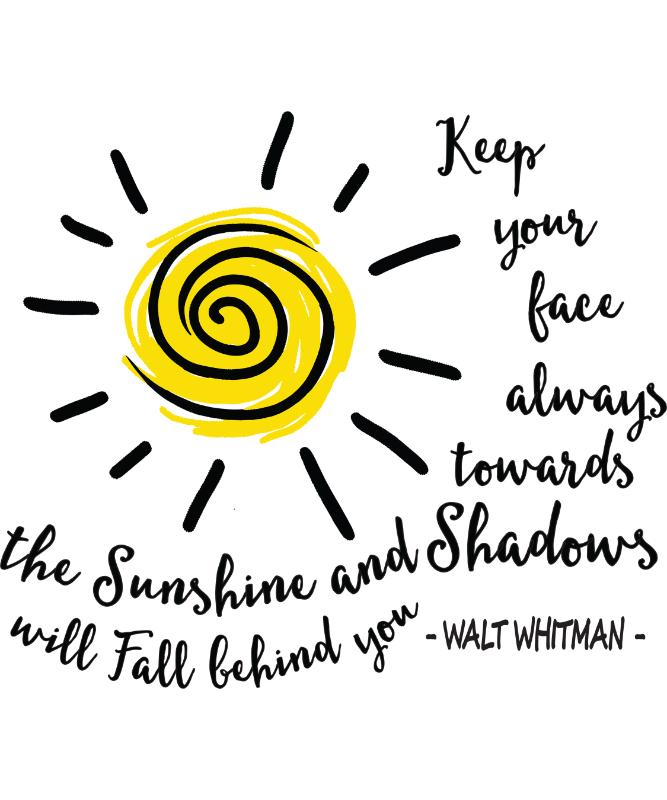 Keep
your
face
always
towards
the Sunshine and Shadows
will Fall behind you
- WALT WHITMAN -